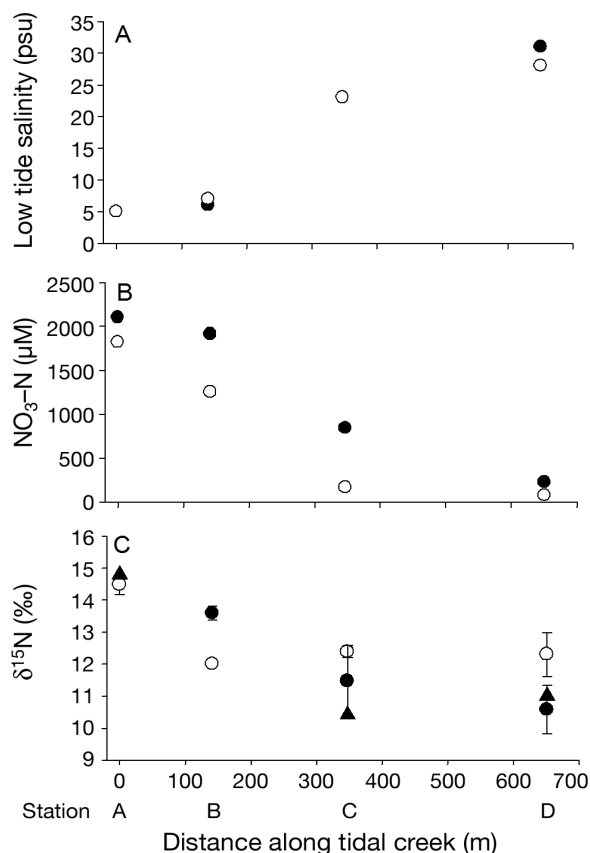 A
Low tide salinity (psu)
35
30
25
20
15
10
5
0
B
NO₃–N (µM)
2500
2000
1500
1000
500
0
C
δ¹⁵N (‰)
16
15
14
13
12
11
10
9
0 100 200 300 400 500 600 700
Station A B C D
Distance along tidal creek (m)